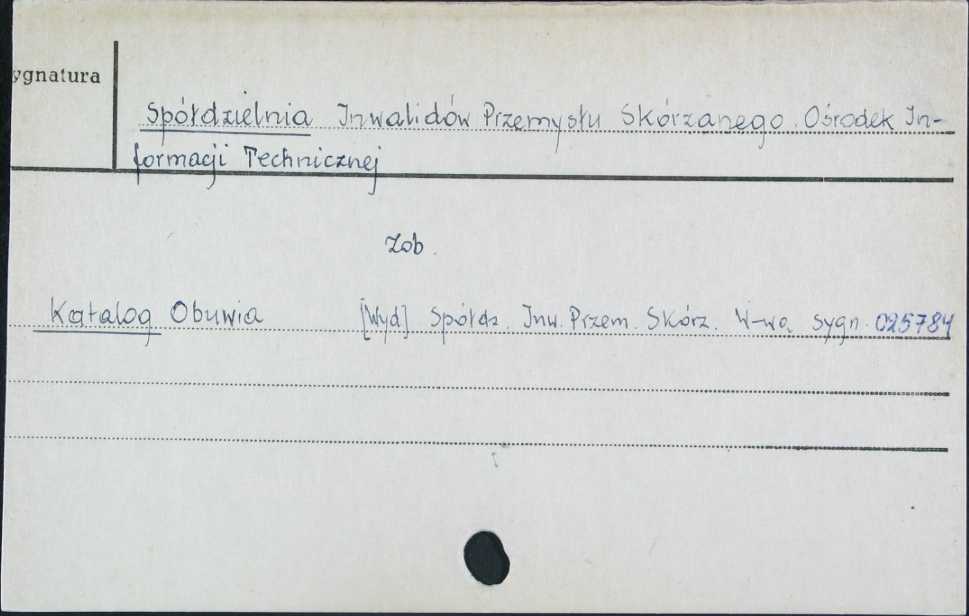 ygnatura
Spółdzielnia Inwalidów Przemysłu Skórzanego. Ośrodek In-
formacji Technicznej
Zob.
Katalog Obuwia [Wyd] Spółdz. Inw. Przem. Skórz. W-wa sygn. 025784